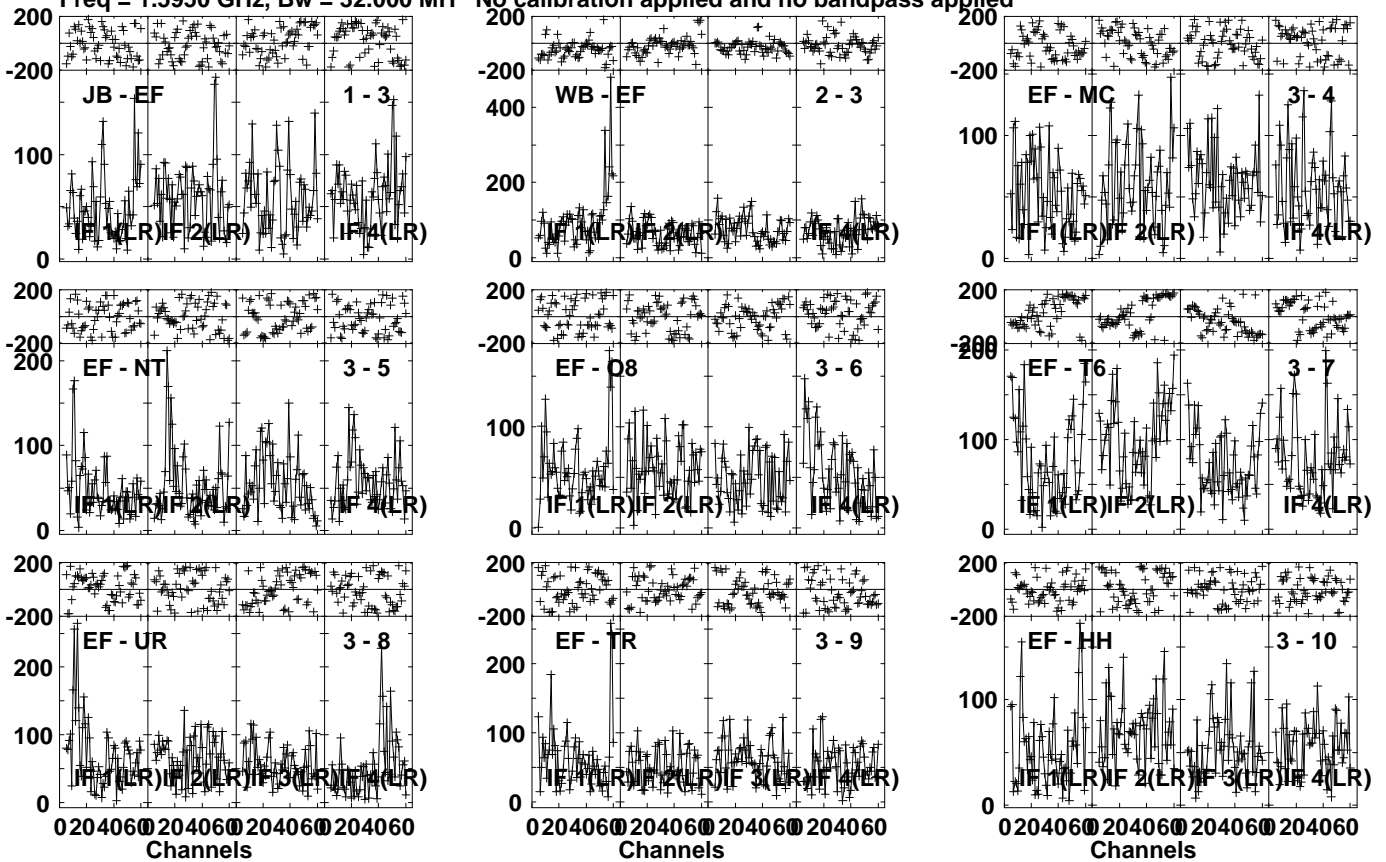 Freq = 1.5950 GHz, Bw = 32.000 MH No calibration applied and no bandpass applied
200
-200
JB - EF 1 - 3
100
0
IF 1(LR) IF 2(LR) IF 4(LR)
200
-200
WB - EF 2 - 3
400
200
0
IF 1(LR) IF 2(LR) IF 4(LR)
200
-200
EF - MC 3 - 4
100
0
IF 1(LR) IF 2(LR) IF 4(LR)
200
-200
200
EF - NT 3 - 5
100
0
IF 1(LR) IF 2(LR) IF 4(LR)
200
-200
EF - O8 3 - 6
100
0
IF 1(LR) IF 2(LR) IF 4(LR)
200
-200
200
EF - T6 3 - 7
100
0
IF 1(LR) IF 2(LR) IF 4(LR)
200
-200
EF - UR 3 - 8
200
100
0
IF 1(LR) IF 2(LR) IF 3(LR) IF 4(LR)
0 20 40 60 0 20 40 60 0 20 40 60 0 20 40 60
Channels
200
-200
EF - TR 3 - 9
200
100
0
IF 1(LR) IF 2(LR) IF 3(LR) IF 4(LR)
0 20 40 60 0 20 40 60 0 20 40 60 0 20 40 60
Channels
200
-200
EF - HH 3 - 10
100
0
IF 1(LR) IF 2(LR) IF 3(LR) IF 4(LR)
0 20 40 60 0 20 40 60 0 20 40 60 0 20 40 60
Channels